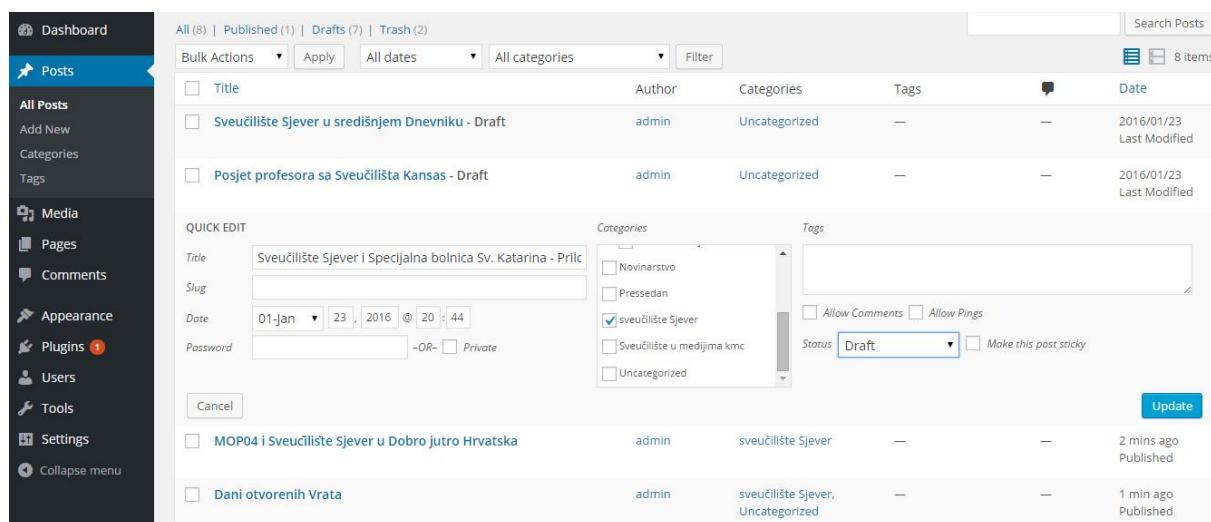 Dashboard
Posts
All Posts
Add New
Categories
Tags
Media
Pages
Comments
Appearance
Plugins 1
Users
Tools
Settings
Collapse menu
All (8) | Published (1) | Drafts (7) | Trash (2)
Search Posts
Bulk Actions Apply All dates All categories Filter 8 items
Title Author Categories Tags Date
Sveučilište Sjever u središnjem Dnevniku - Draft admin Uncategorized — — 2016/01/23
Last Modified
Posjet profesora sa Sveučilišta Kansas - Draft admin Uncategorized — — 2016/01/23
Last Modified
QUICK EDIT
Title Sveučilište Sjever i Specijalna bolnica Sv. Katarina - Prilo
Slug
Date 01-Jan 23 , 2016 @ 20 : 44
Password –OR– Private
Categories
Novinarstvo
Pressedan
sveučilište Sjever
Sveučilište u medijima kmc
Uncategorized
Tags
Allow Comments Allow Pings
Status Draft Make this post sticky
Cancel Update
MOP04 i Sveučilište Sjever u Dobro jutro Hrvatska admin sveučilište Sjever — — 2 mins ago
Published
Dani otvorenih Vrata admin sveučilište Sjever, — — 1 min ago
Uncategorized Published